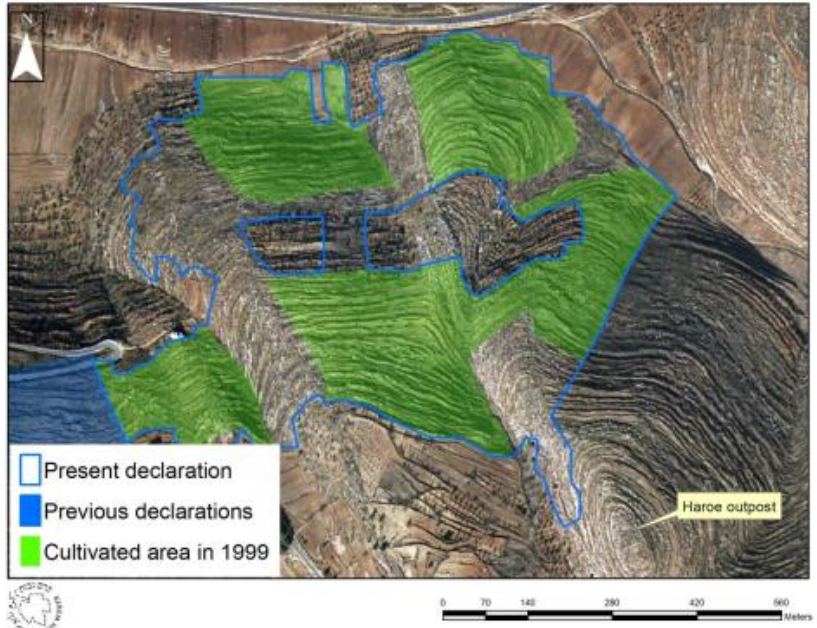 N
Haroe outpost
Present declaration
Previous declarations
Cultivated area in 1999
0 70 140 280 420 560
Meters